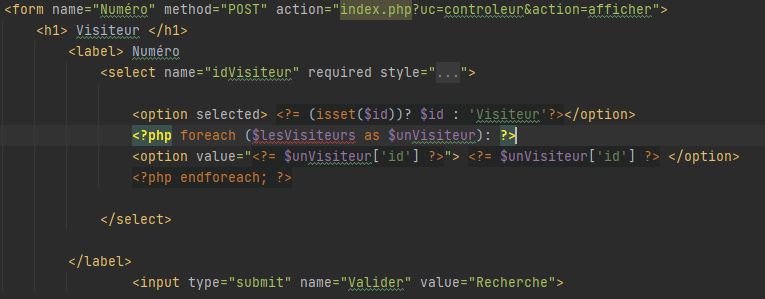 <form name="Numéro" method="POST" action="index.php?uc=controleur&action=afficher">
<h1> Visiteur </h1>
<label> Numéro
<select name="idVisiteur" required style="...">
<option selected> <?= (isset($id))? $id : 'Visiteur'?></option>
<?php foreach ($lesVisiteurs as $unVisiteur): ?>
<option value="<?= $unVisiteur['id'] ?>"> <?= $unVisiteur['id'] ?> </option>
<?php endforeach; ?>
</select>
</label>
<input type="submit" name="Valider" value="Recherche">